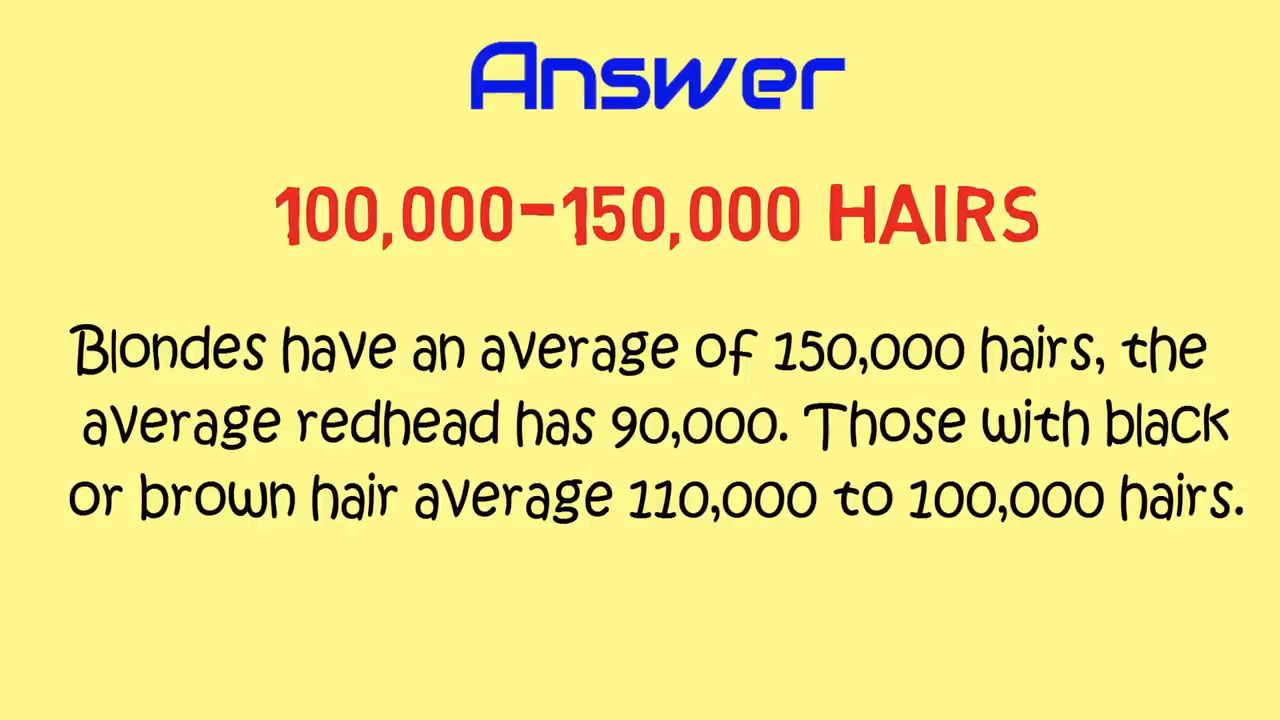 Answer
100,000-150,000 HAIRS
Blondes have an average of 150,000 hairs, the
average redhead has 90,000. Those with black
or brown hair average 110,000 to 100,000 hairs.